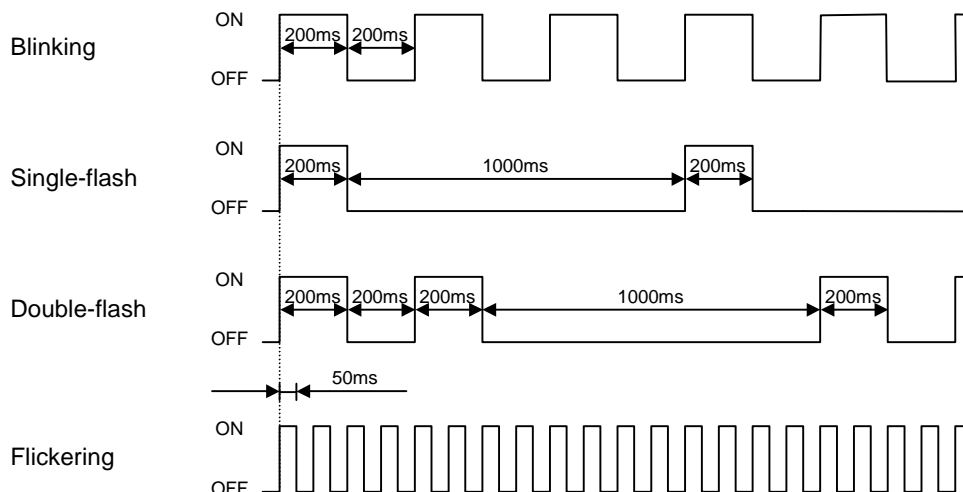 ON
Blinking
200ms 200ms
OFF
ON
Single-flash
200ms 1000ms 200ms
OFF
ON
Double-flash
200ms 200ms 200ms 1000ms 200ms
OFF
50ms
ON
Flickering
OFF